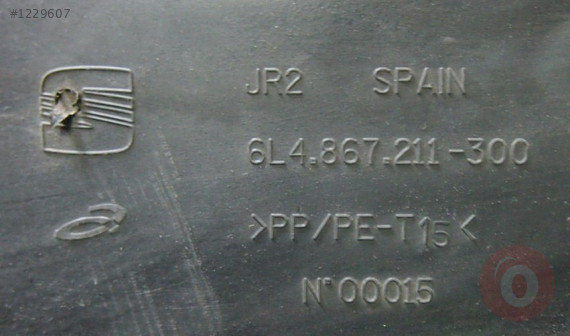 #1229607
JR2 SPAIN
6L4.867.211-300
>PP/PE-T15<
N°00015